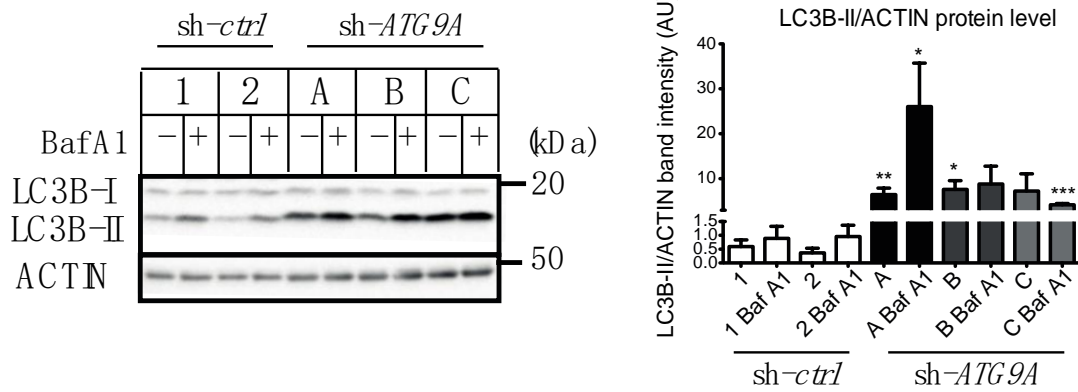 sh-ctrl sh-ATG9A
1 2 A B C
BafA1 − + − + − + − + − + (kDa)
LC3B-I 20
LC3B-II
ACTIN 50
LC3B-II/ACTIN protein level
LC3B-II/ACTIN band intensity (AU
40
30
20
10
1.5
1.0
0.5
0.0
** * * ***
1
1 Baf A1
2
2 Baf A1
A
A Baf A1
B
B Baf A1
C
C Baf A1
sh-ctrl sh-ATG9A